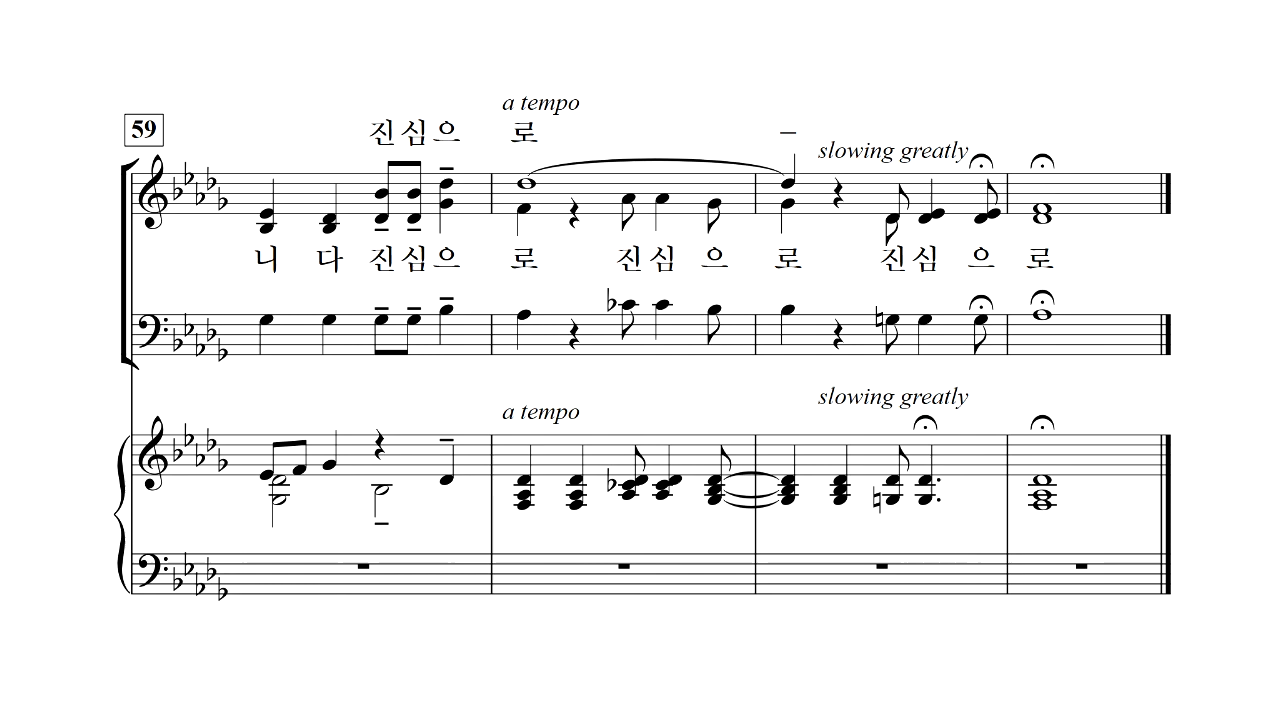 a tempo
59
진 심 으 로
slowing greatly
니 다 진 심 으 로 진 심 으 로 진 심 으 로
slowing greatly
a tempo